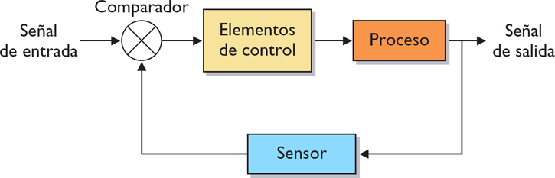 Comparador
Señal
de entrada
Elementos
de control
Proceso
Señal
de salida
Sensor